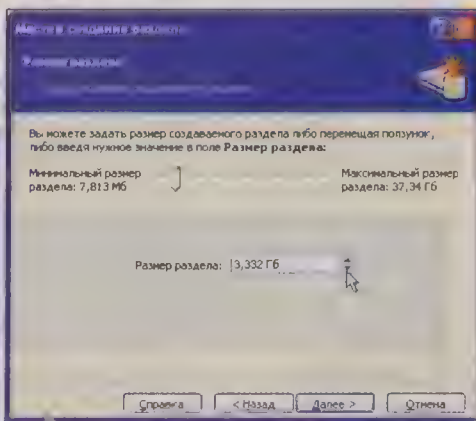 Мастер создания раздела
Размер раздела
Вы можете задать размер создаваемого раздела либо перемещая ползунок,
либо введя нужное значение в поле Размер раздела:
Минимальный размер
раздела: 7,813 Мб
Максимальный размер
раздела: 37,34 Гб
Размер раздела: 3,332 Гб
Справка
< Назад
Далее >
Отмена